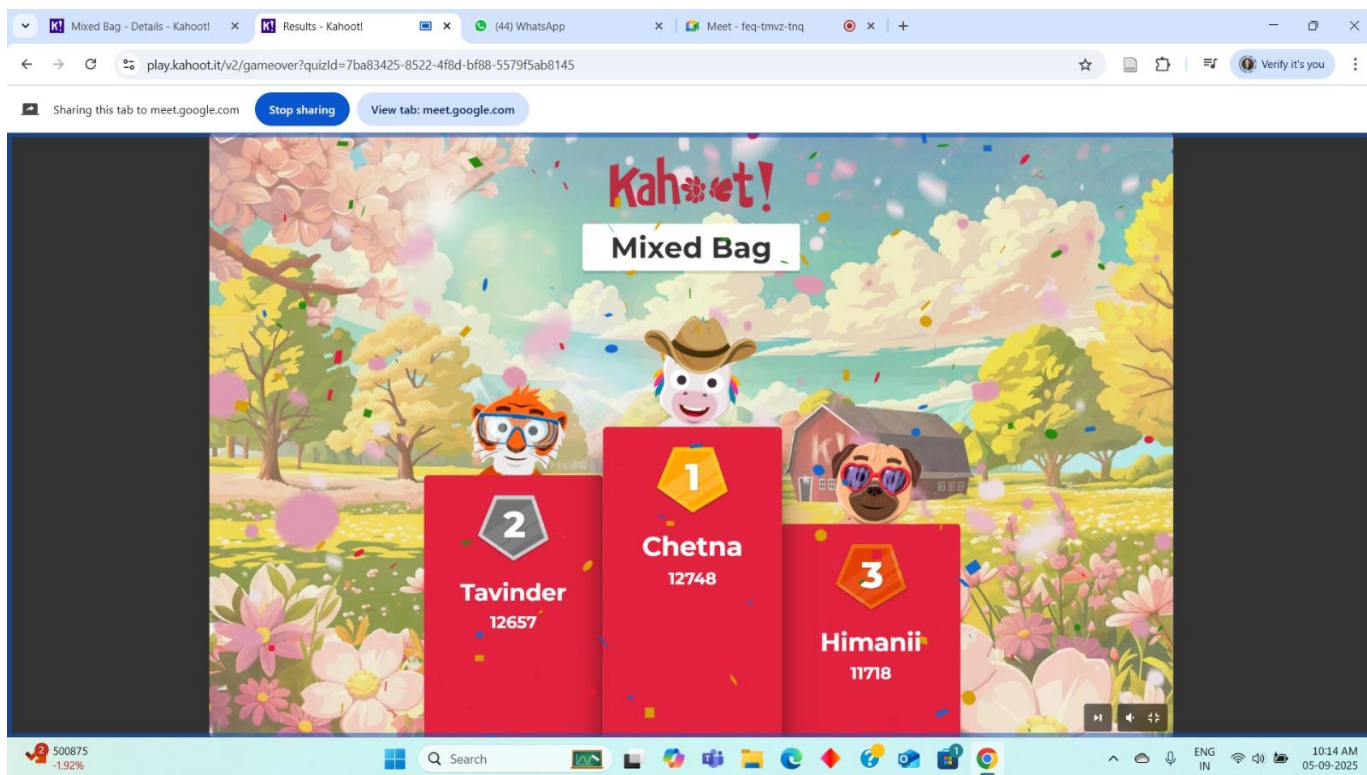 Mixed Bag - Details - Kahoot!
Results - Kahoot!
(44) WhatsApp
Meet - feq-tmvz-tnq
play.kahoot.it/v2/gameover?quizId=7ba83425-8522-4f8d-bf88-5579f5ab8145
Verify it's you
Sharing this tab to meet.google.com
Stop sharing
View tab: meet.google.com
Kahoot!
Mixed Bag
1
Chetna
12748
2
Tavinder
12657
3
Himanii
11718
2
500875
-1.92%
Search
1
ENG
IN
10:14 AM
05-09-2025